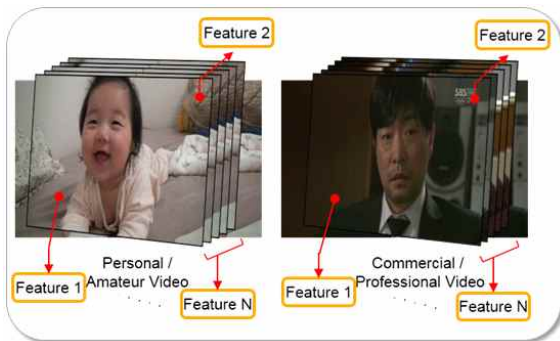 Feature 2
Feature 2
SBS
Personal /
Amateur Video
Commercial /
Professional Video
Feature 1
Feature N
Feature 1
Feature N